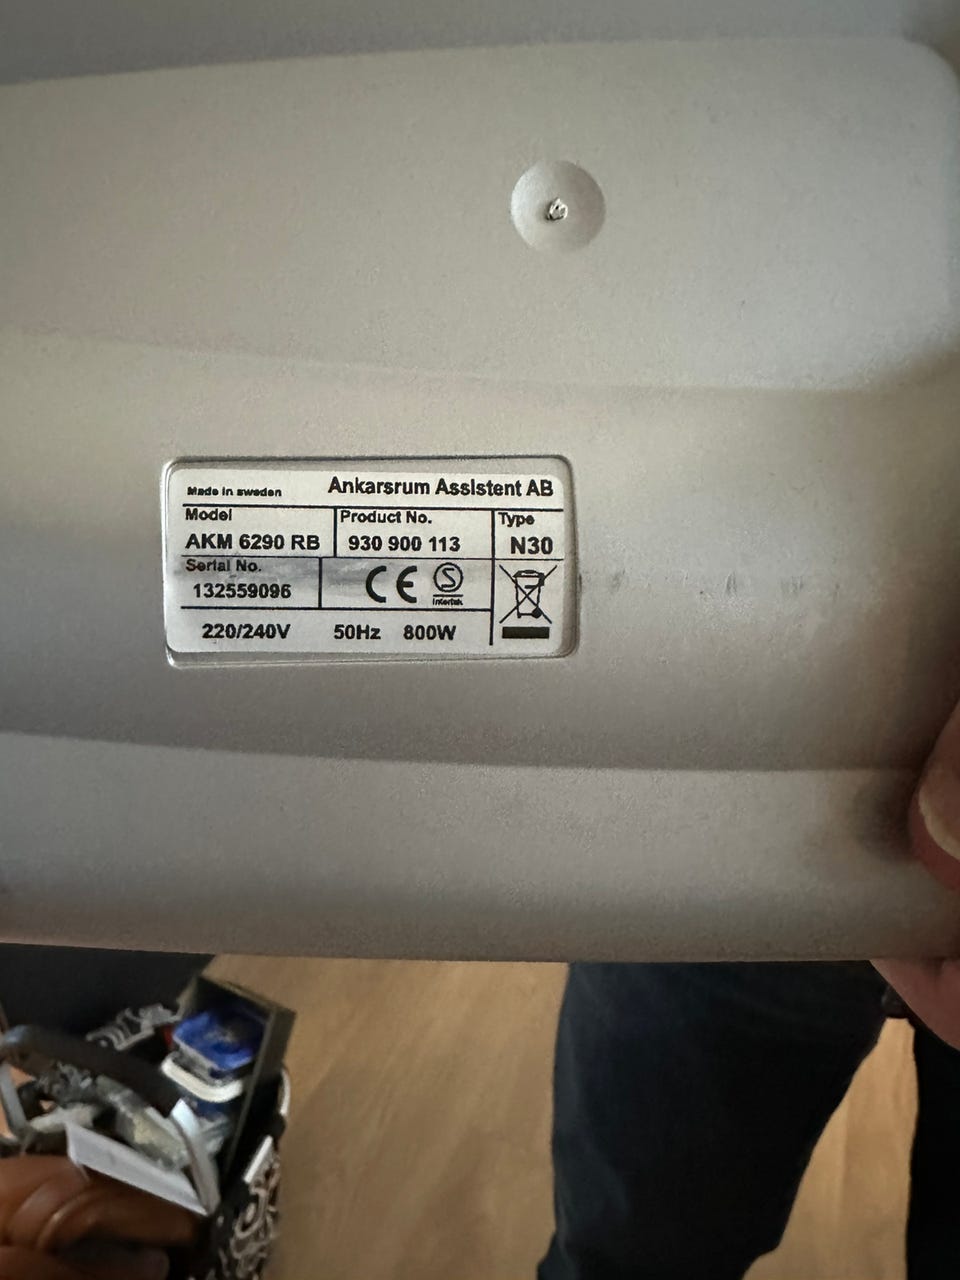 Made in sweden Ankarsrum Assistent AB
Model Product No. Type
AKM 6290 RB 930 900 113 N30
Serial No.
132559096 CE S
Intertek
220/240V 50Hz 800W